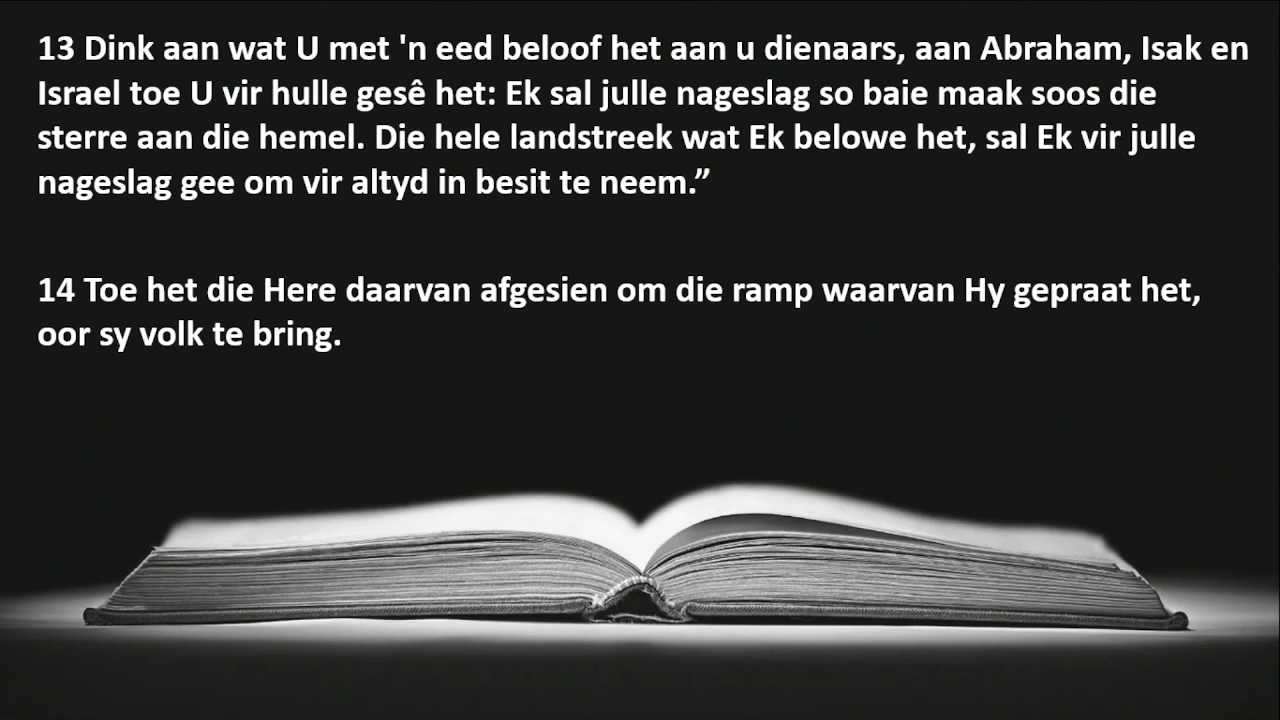 13 Dink aan wat U met 'n eed beloof het aan u dienaars, aan Abraham, Isak en
Israel toe U vir hulle gesê het: Ek sal julle nageslag so baie maak soos die
sterre aan die hemel. Die hele landstreek wat Ek belowe het, sal Ek vir julle
nageslag gee om vir altyd in besit te neem.”
14 Toe het die Here daarvan afgesien om die ramp waarvan Hy gepraat het,
oor sy volk te bring.